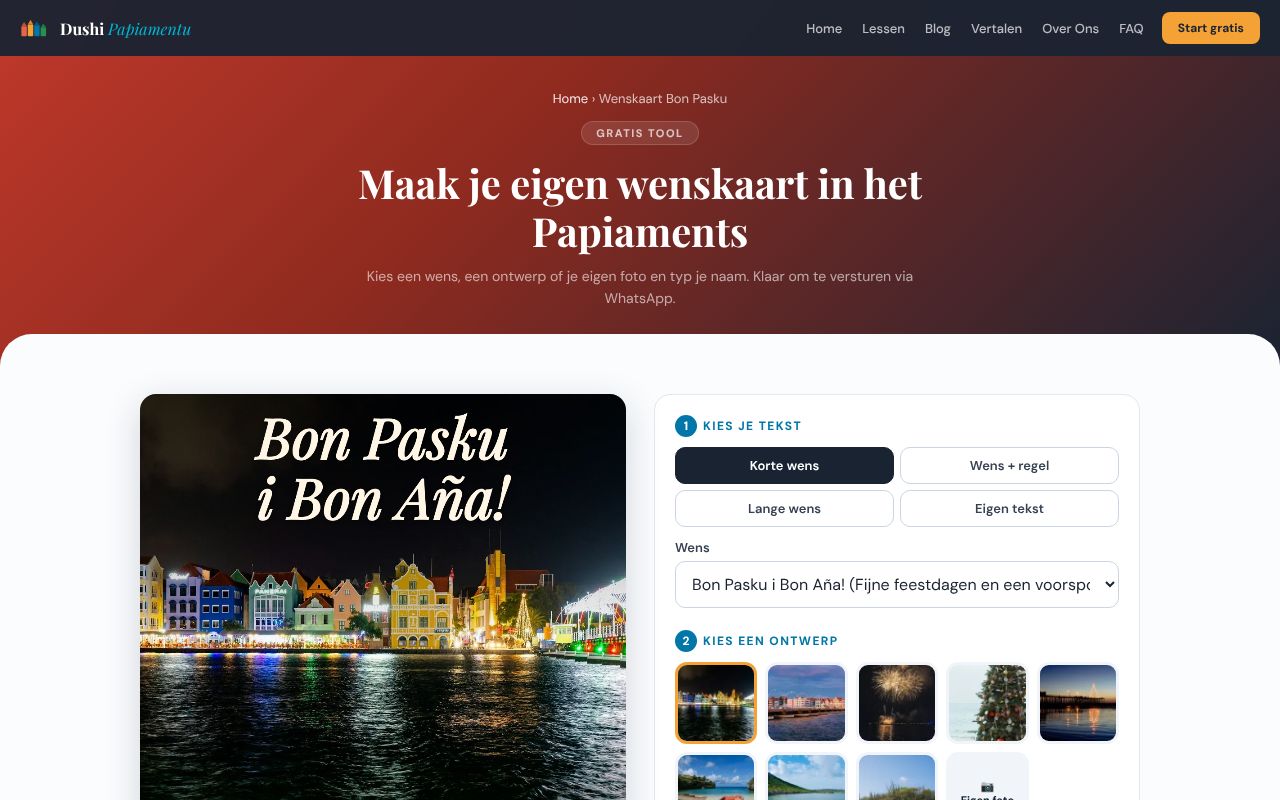 Dushi Papiamentu
Home
Lessen
Blog
Vertalen
Over Ons
FAQ
Start gratis
Home › Wenskaart Bon Pasku
GRATIS TOOL
Maak je eigen wenskaart in het
Papiaments
Kies een wens, een ontwerp of je eigen foto en typ je naam. Klaar om te versturen via
WhatsApp.
Bon Pasku
i Bon Aña!
1 KIES JE TEKST
Korte wens
Wens + regel
Lange wens
Eigen tekst
Wens
Bon Pasku i Bon Aña! (Fijne feestdagen en een voorspo
2 KIES EEN ONTWERP
Eigen foto